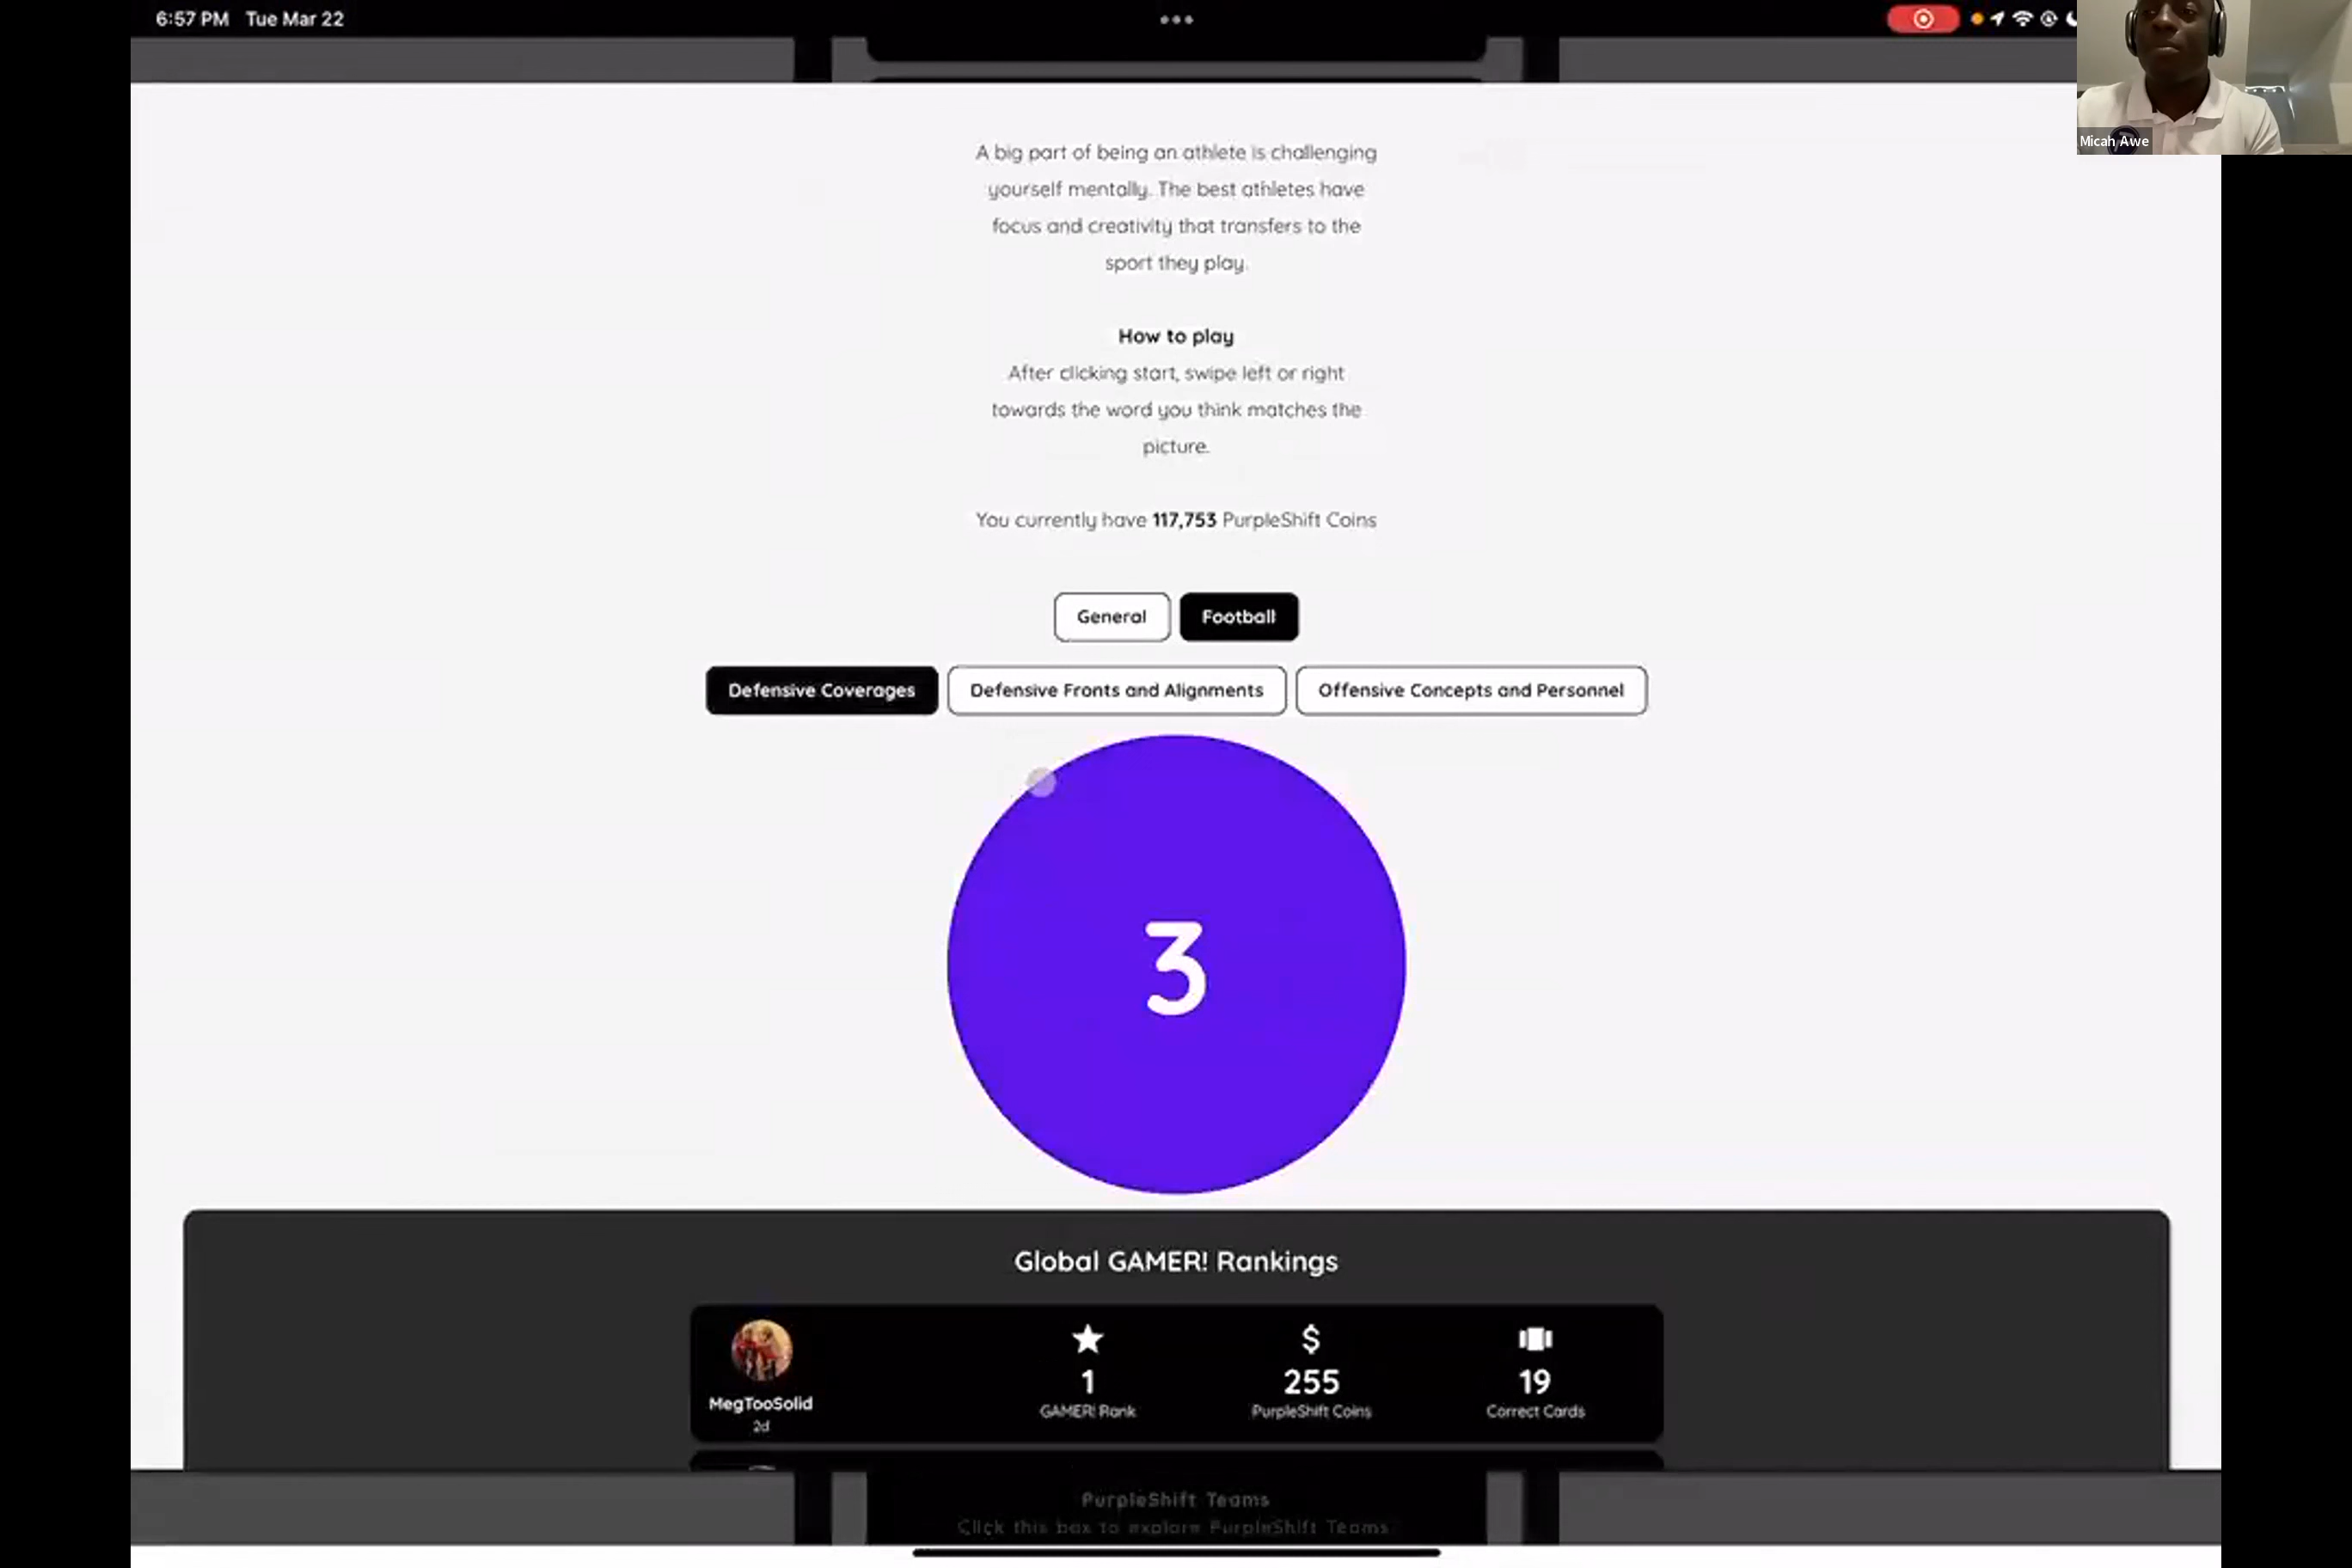 6:57 PM Tue Mar 22
Micah Awe
A big part of being an athlete is challenging
yourself mentally. The best athletes have
focus and creativity that transfers to the
sport they play.
How to play
After clicking start, swipe left or right
towards the word you think matches the
picture.
You currently have 117,753 PurpleShift Coins
General Football
Defensive Coverages Defensive Fronts and Alignments Offensive Concepts and Personnel
3
Global GAMER! Rankings
$
1 255 19
MegTooSolid
GAMER! Rank PurpleShift Coins Correct Cards
2d
PurpleShift Teams
Click this box to explore PurpleShift Teams